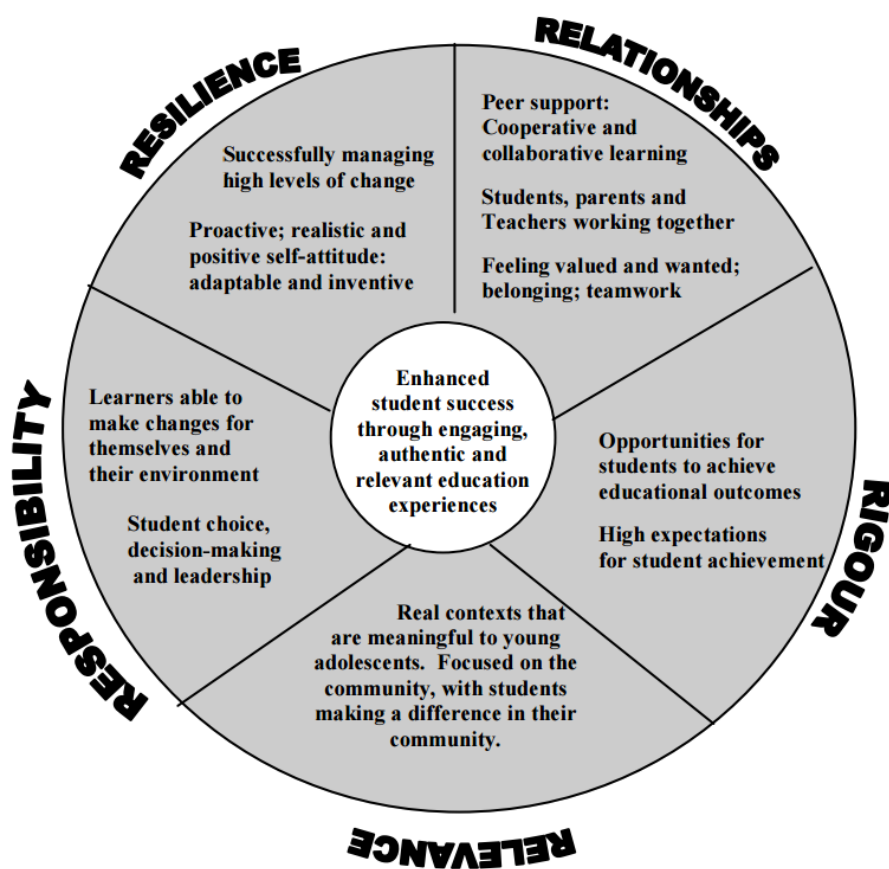 RESILIENCE
Successfully managing
high levels of change
Proactive; realistic and
positive self-attitude:
adaptable and inventive
RELATIONSHIPS
Peer support:
Cooperative and
collaborative learning
Students, parents and
Teachers working together
Feeling valued and wanted;
belonging; teamwork
RIGOUR
Opportunities for
students to achieve
educational outcomes
High expectations
for student achievement
RELEVANCE
Real contexts that
are meaningful to young
adolescents.  Focused on the
community, with students
making a difference in their
community.
RESPONSIBILITY
Learners able to
make changes for
themselves and
their environment
Student choice,
decision-making
and leadership
Enhanced
student success
through engaging,
authentic and
relevant education
experiences